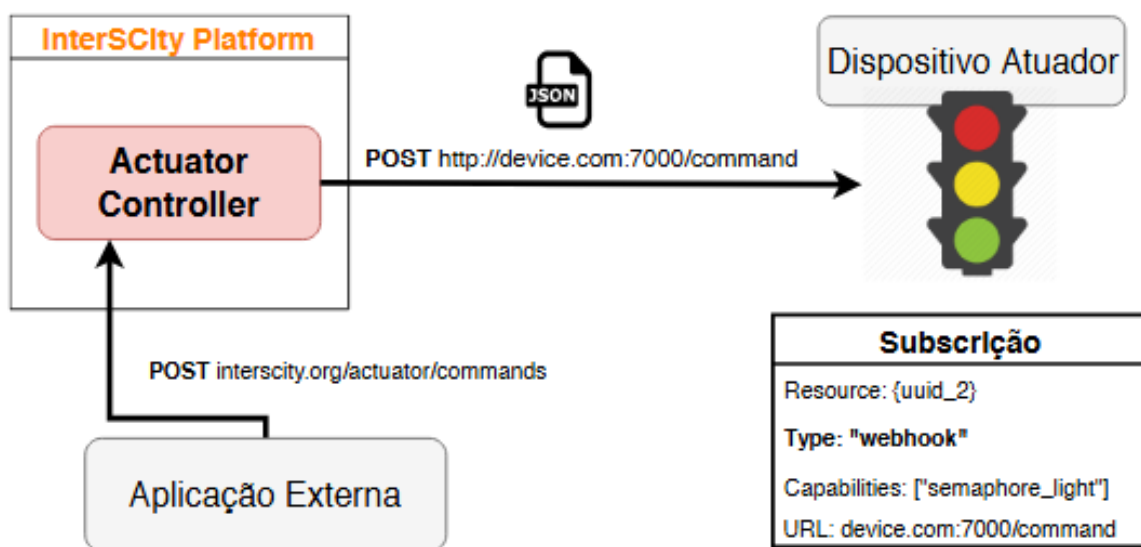 InterSCIty Platform
Actuator
Controller
JSON
POST http://device.com:7000/command
Dispositivo Atuador
POST interscity.org/actuator/commands
Aplicação Externa
Subscrição
Resource: {uuid_2}
Type: "webhook"
Capabilities: ["semaphore_light"]
URL: device.com:7000/command